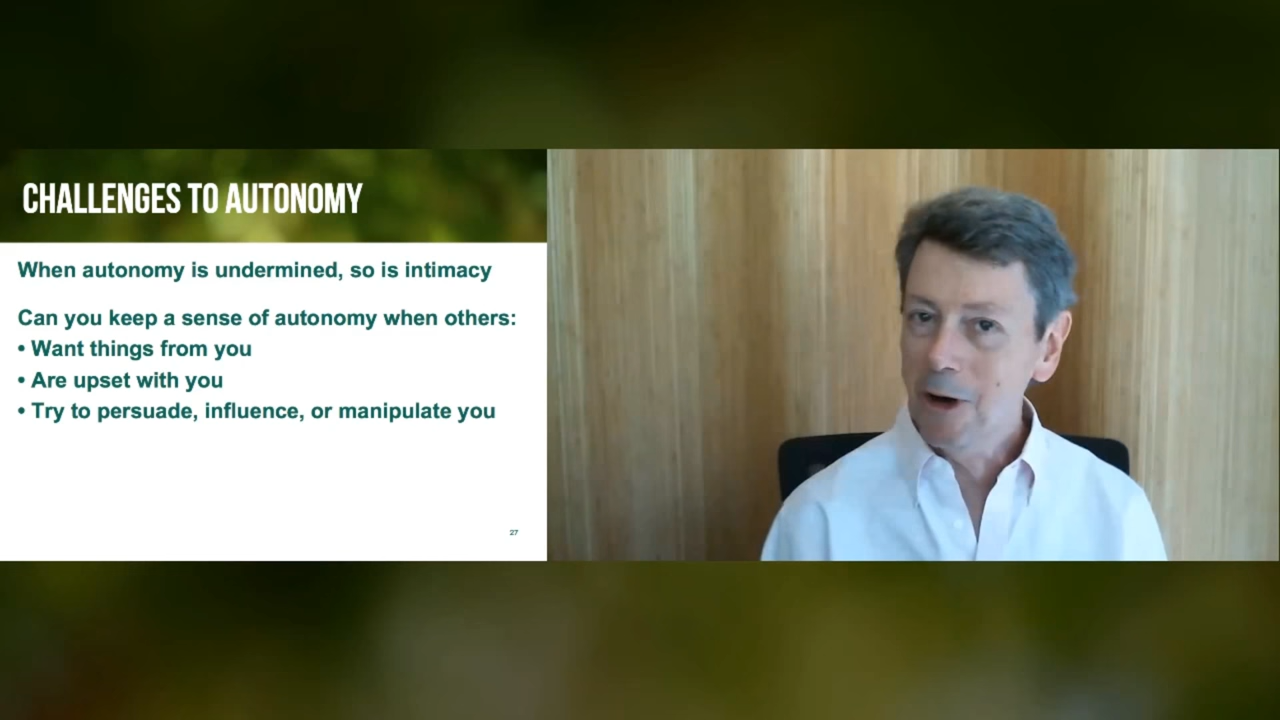 CHALLENGES TO AUTONOMY
When autonomy is undermined, so is intimacy
Can you keep a sense of autonomy when others:
• Want things from you
• Are upset with you
• Try to persuade, influence, or manipulate you
27